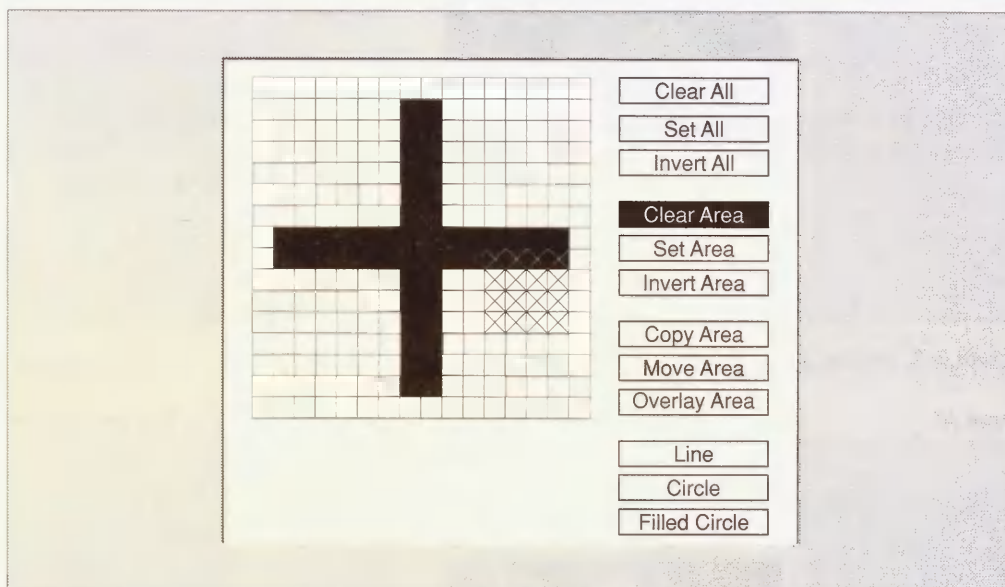 Clear All
Set All
Invert All
Clear Area
Set Area
Invert Area
Copy Area
Move Area
Overlay Area
Line
Circle
Filled Circle